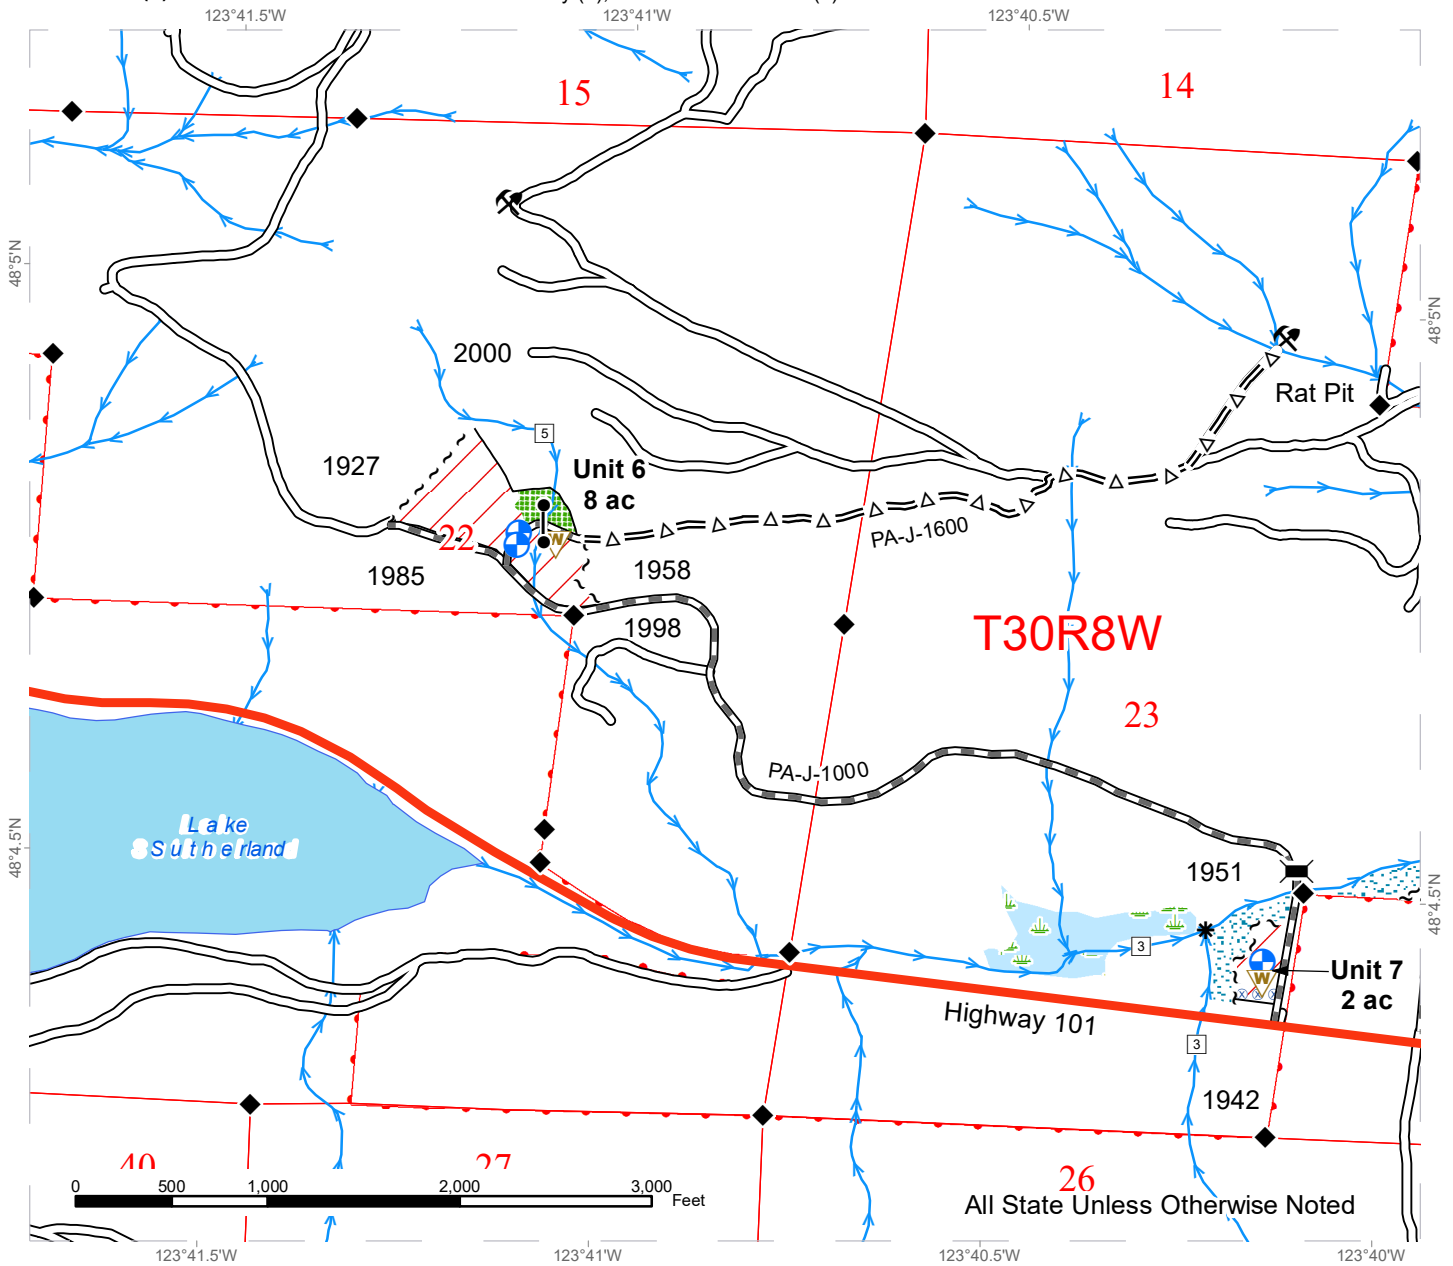 123°41.5'W
123°41'W
123°40.5'W
15
14
48°5'N
48°5'N
2000
Rat Pit
5
1927
Unit 6
8 ac
22
W
PA-J-1600
1985
1958
1998
T30R8W
23
PA-J-1000
Lake
Sutherland
48°4.5'N
48°4.5'N
1951
3
W
Unit 7
2 ac
Highway 101
3
1942
40
27
26
0
500
1,000
2,000
3,000
Feet
All State Unless Otherwise Noted
123°41.5'W
123°41'W
123°40.5'W
123°40'W